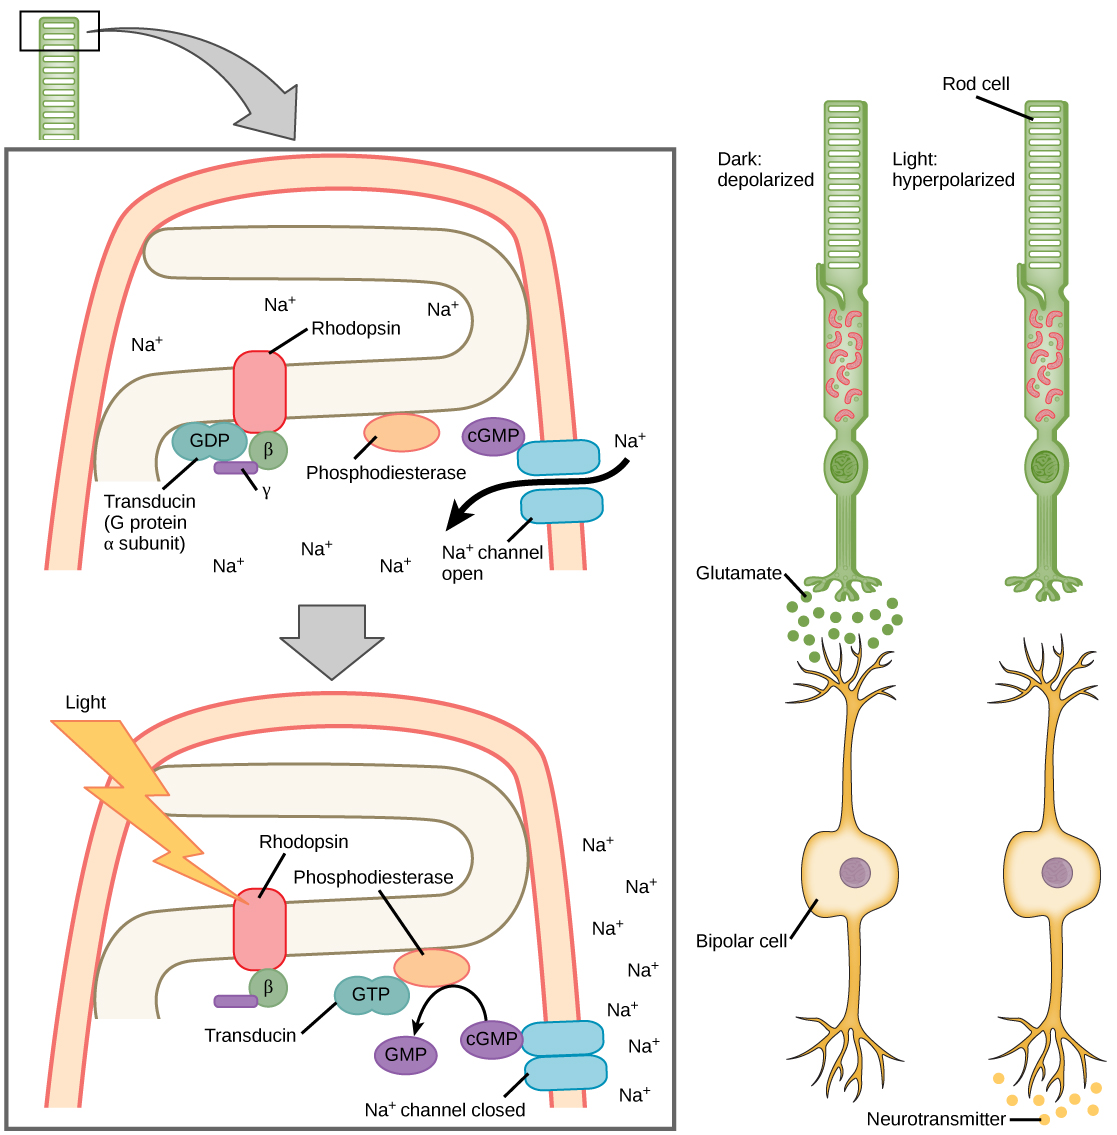 Na⁺
Na⁺
Na⁺
Rhodopsin
GDP
β
γ
cGMP
Na⁺
Phosphodiesterase
Transducin
(G protein
α subunit)
Na⁺
Na⁺
Na⁺
Na⁺ channel
open
Light
Rhodopsin
Phosphodiesterase
β
GTP
Transducin
GMP
cGMP
Na⁺ channel closed
Na⁺
Na⁺
Na⁺
Na⁺
Na⁺
Na⁺
Na⁺
Rod cell
Dark:
depolarized
Light:
hyperpolarized
Glutamate
Bipolar cell
Neurotransmitter